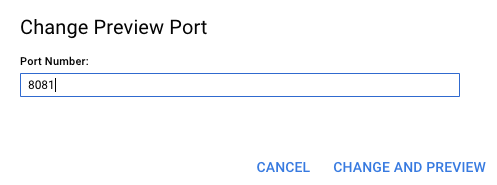 Change Preview Port
Port Number:
8081
CANCEL CHANGE AND PREVIEW